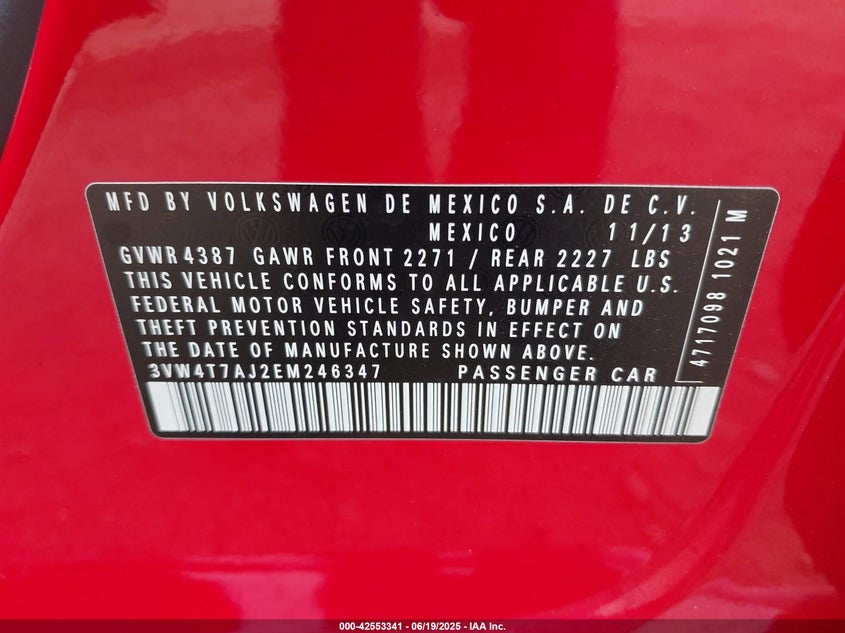 MFD BY VOLKSWAGEN DE MEXICO S.A. DE C.V.
MEXICO 11/13
GVWR 4387 GAWR FRONT 2271 / REAR 2227 LBS
THIS VEHICLE CONFORMS TO ALL APPLICABLE U.S.
FEDERAL MOTOR VEHICLE SAFETY, BUMPER AND
THEFT PREVENTION STANDARDS IN EFFECT ON
THE DATE OF MANUFACTURE SHOWN ABOVE.
3VW4T7AJ2EM246347 PASSENGER CAR
4717098 1021 M
000-42553341 - 06/19/2025 - IAA Inc.